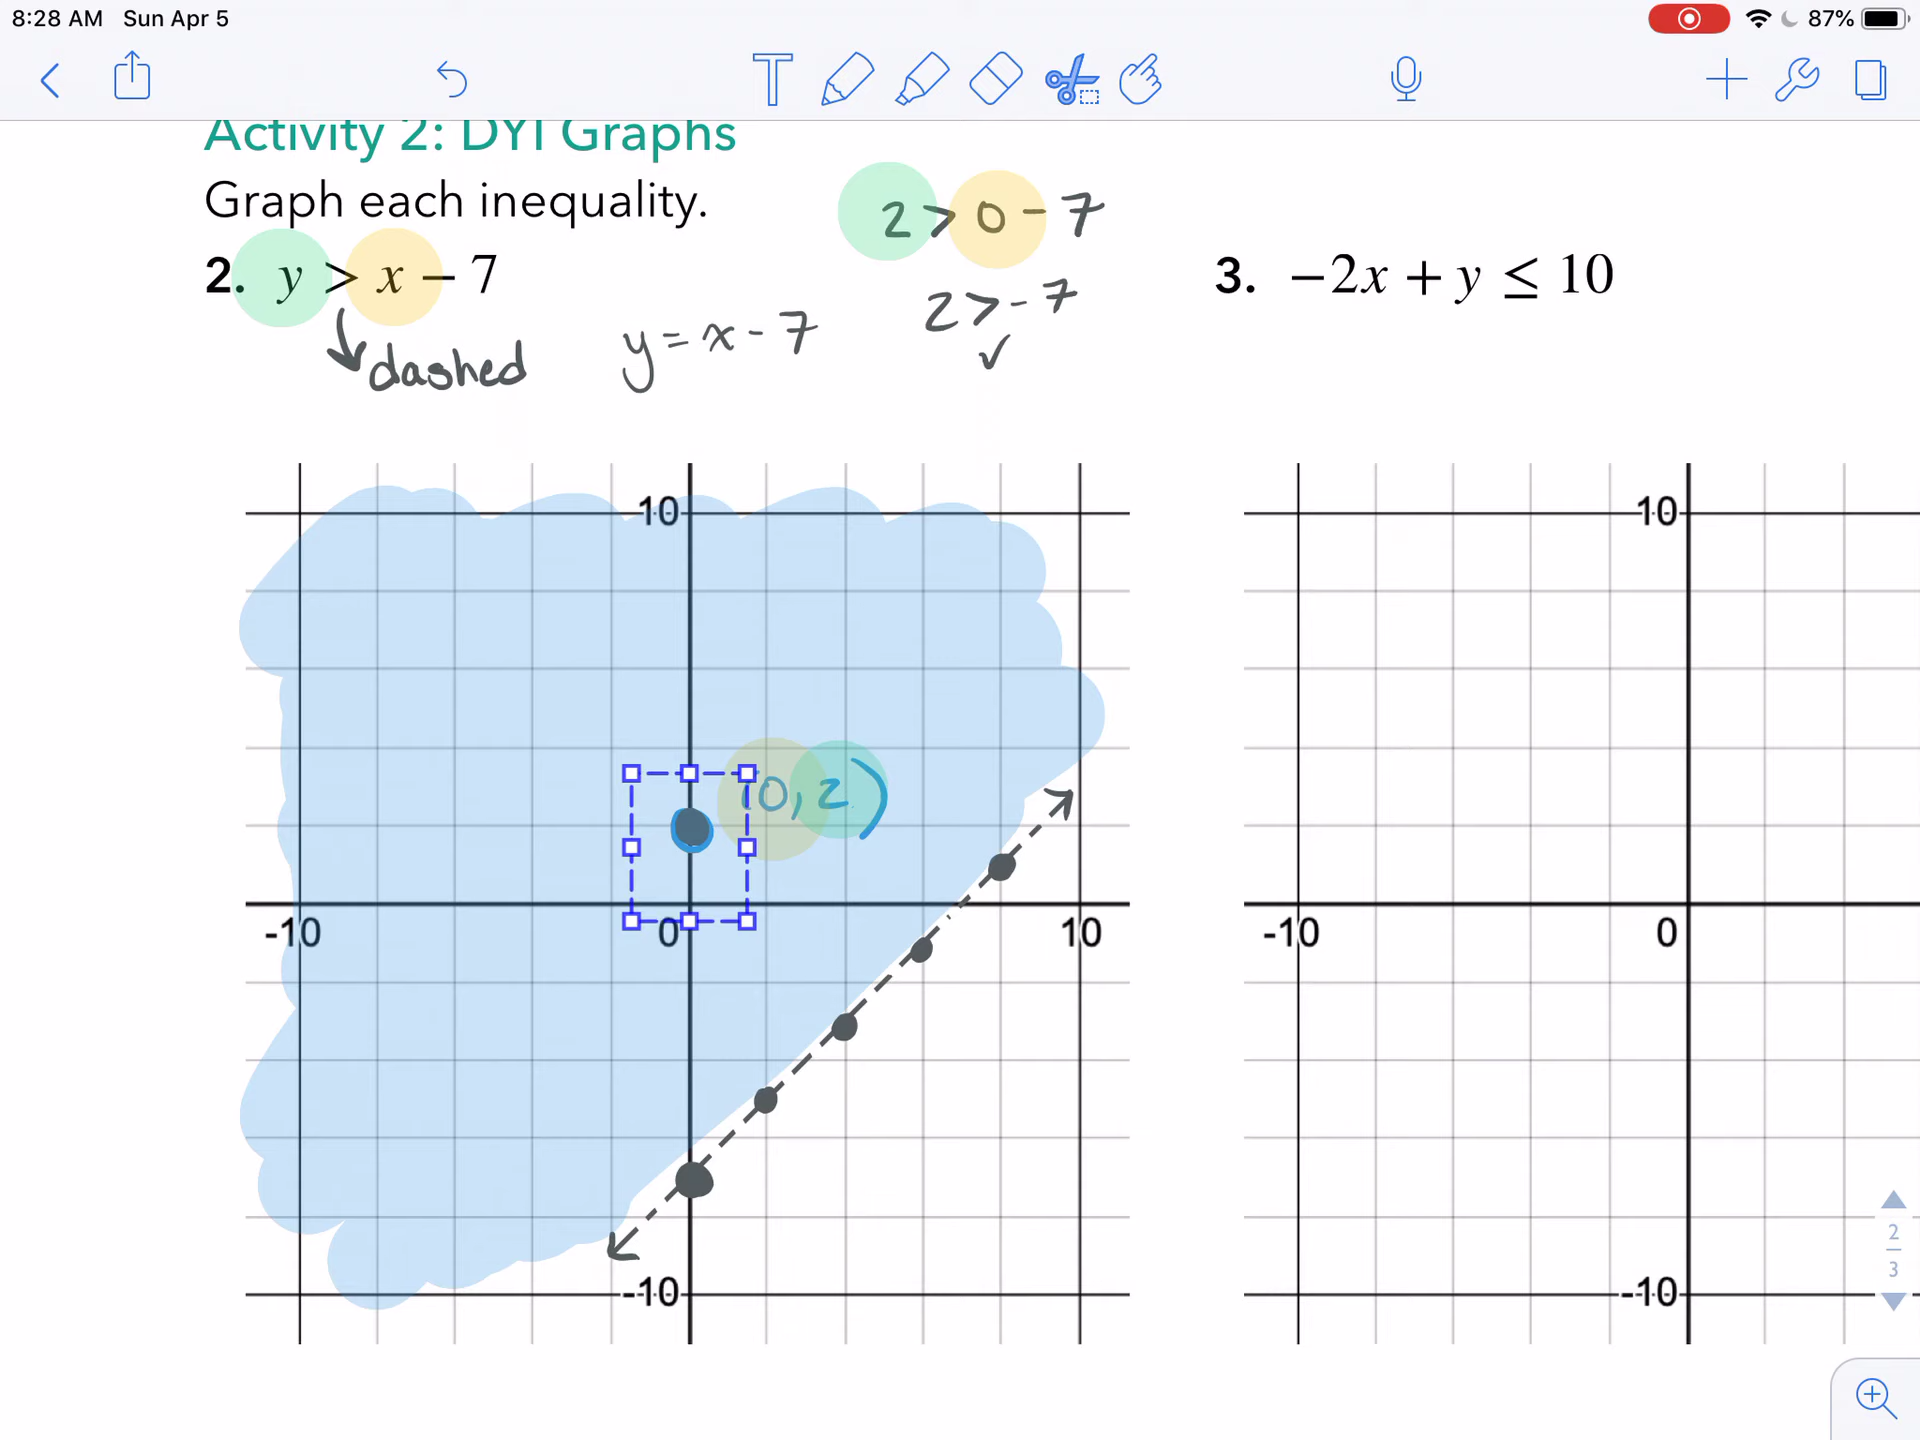 8:28 AM Sun Apr 5
87%
T
Activity 2: DYI Graphs
Graph each inequality.
2 > 0 - 7
2. y > x − 7
2 > -7
✓
dashed
y = x - 7
3. −2x + y ≤ 10
10
(0, 2)
-10
0
10
-10
10
-10
0
-10
2
3